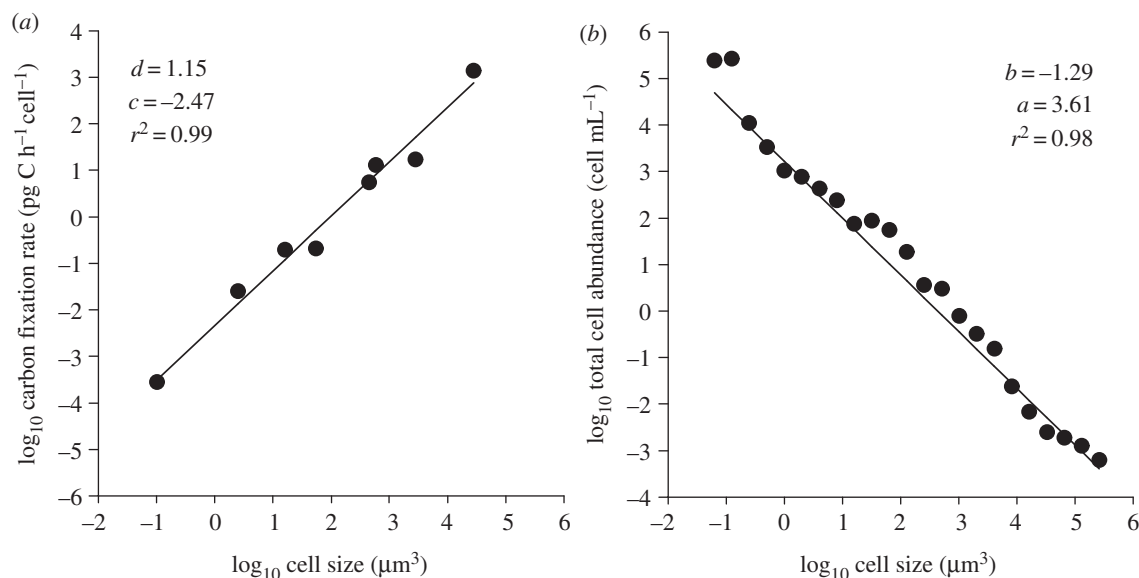 (a)
4
3
2
1
0
–1
–2
–3
–4
–5
–6
log10 carbon fixation rate (pg C h–1 cell–1)
d = 1.15
c = –2.47
r2 = 0.99
–2 –1 0 1 2 3 4 5 6
log10 cell size (μm3)
(b)
6
5
4
3
2
1
0
–1
–2
–3
–4
log10 total cell abundance (cell mL–1)
b = –1.29
a = 3.61
r2 = 0.98
–2 –1 0 1 2 3 4 5 6
log10 cell size (μm3)